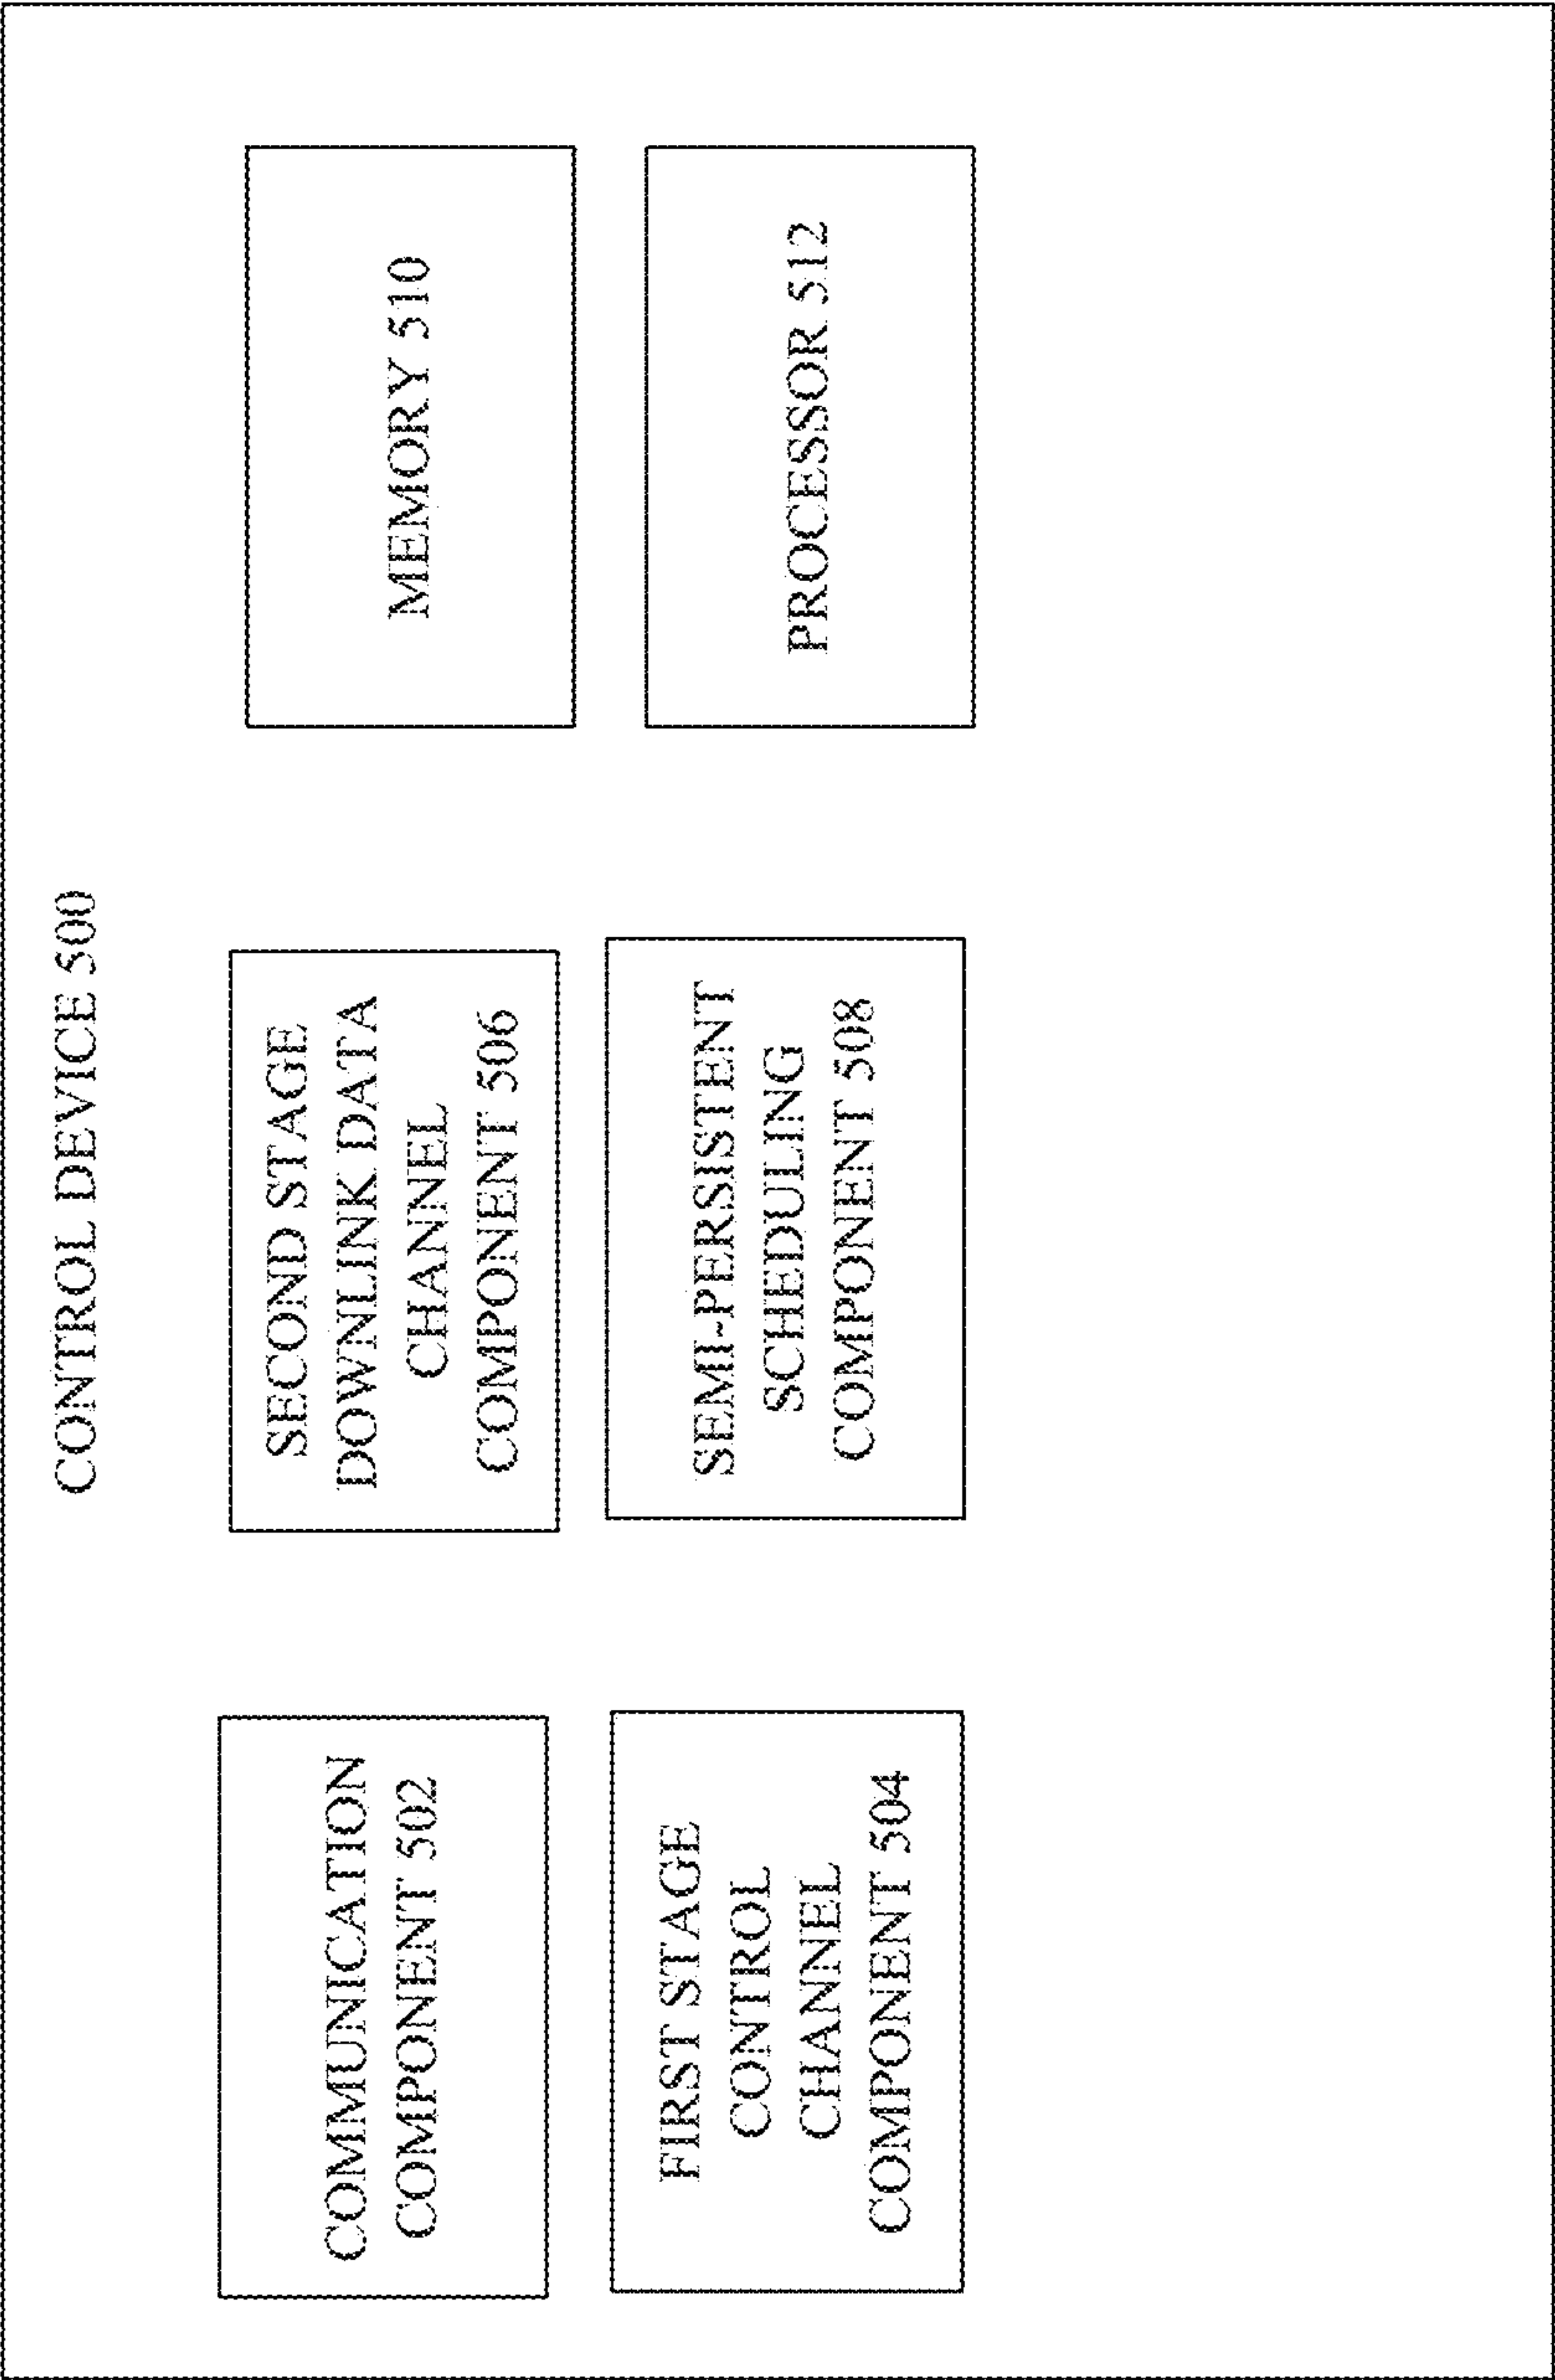 CONTROL DEVICE 500
COMMUNICATION
COMPONENT 502
SECOND STAGE
DOWNLINK DATA
CHANNEL
COMPONENT 506
MEMORY 510
FIRST STAGE
CONTROL
CHANNEL
COMPONENT 504
SEMI-PERSISTENT
SCHEDULING
COMPONENT 508
PROCESSOR 512